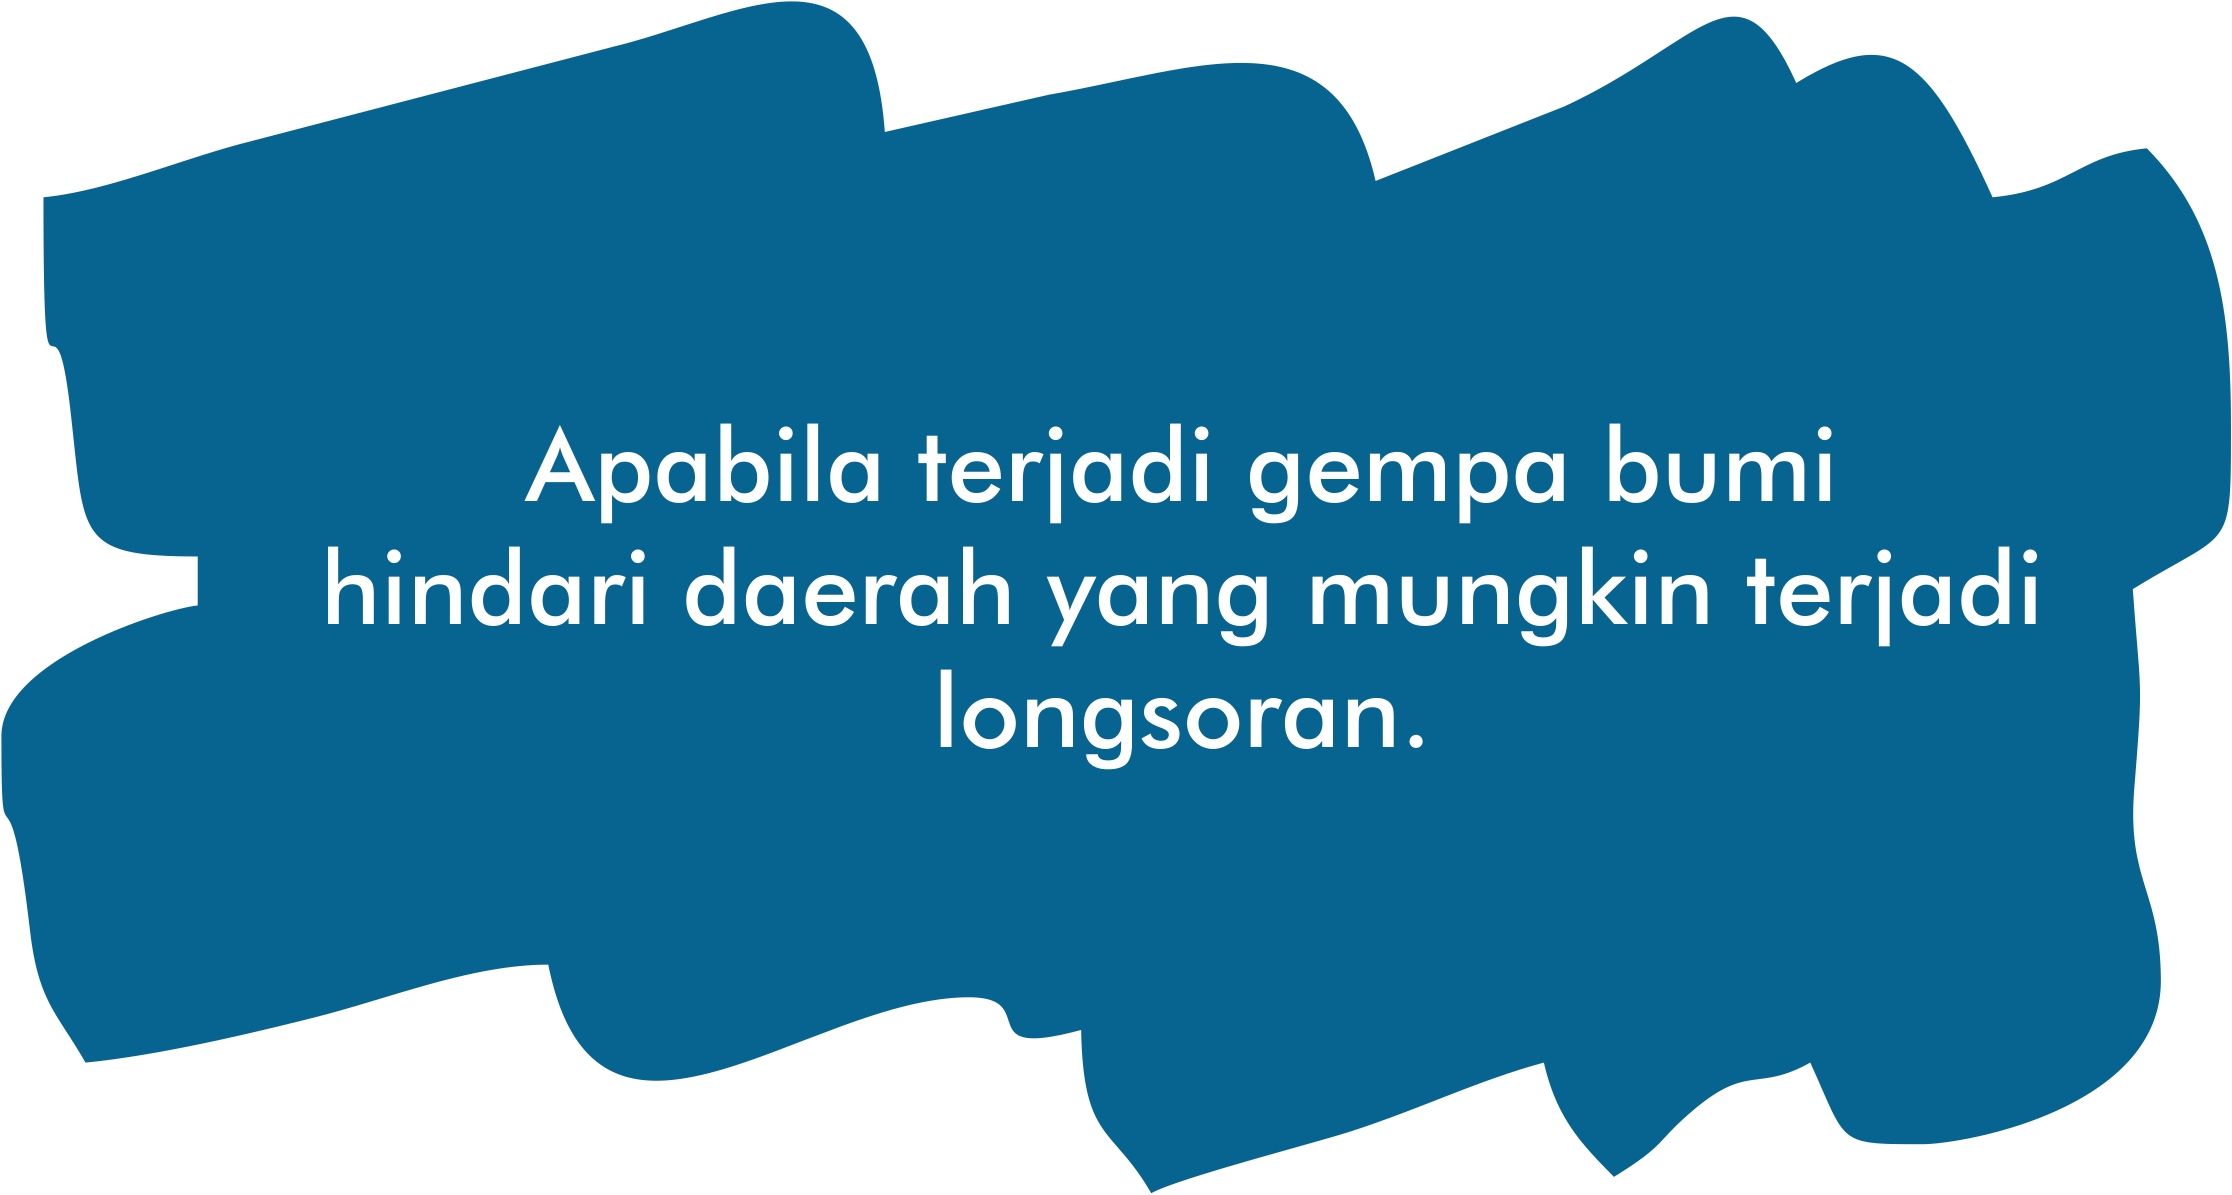 Apabila terjadi gempa bumi
hindari daerah yang mungkin terjadi
longsoran.